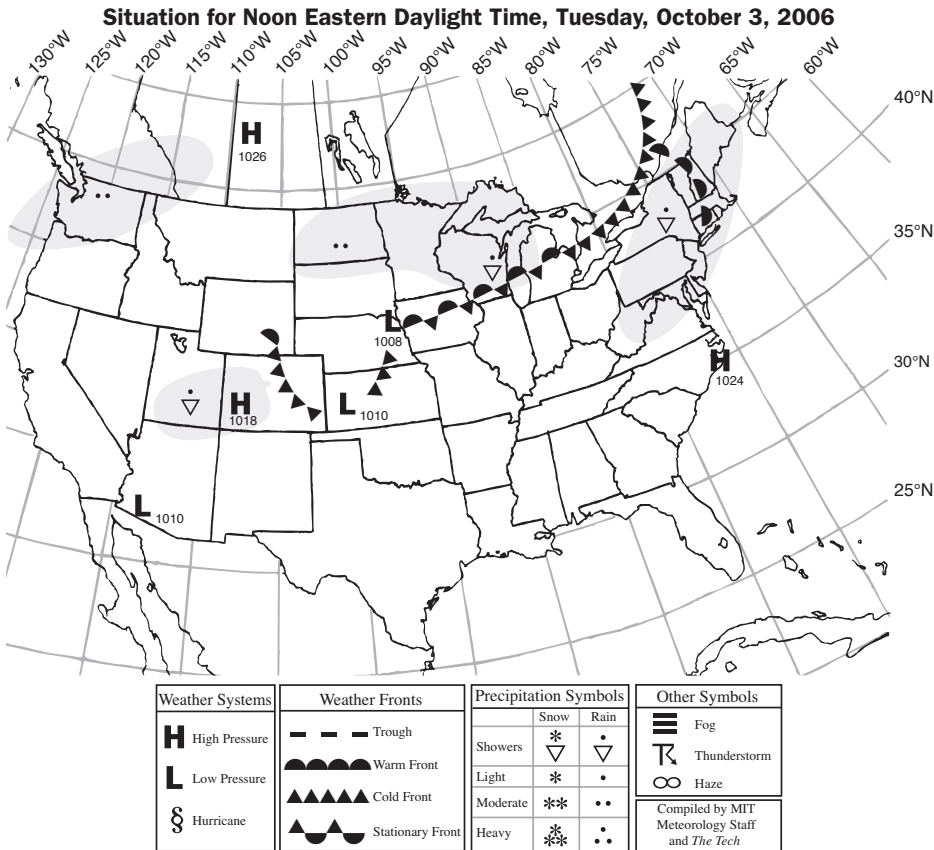 Situation for Noon Eastern Daylight Time, Tuesday, October 3, 2006
130°W 125°W 120°W 115°W 110°W 105°W 100°W 95°W 90°W 85°W 80°W 75°W 70°W 65°W 60°W
40°N
35°N
30°N
25°N
H
1026
L
1008
H
1024
H
1018
L 1010
L 1010
Weather Systems
H High Pressure
L Low Pressure
§ Hurricane
Weather Fronts
Trough
Warm Front
Cold Front
Stationary Front
Precipitation Symbols
Snow Rain
Showers
Light
Moderate
Heavy
Other Symbols
Fog
Thunderstorm
Haze
Compiled by MIT
Meteorology Staff
and The Tech